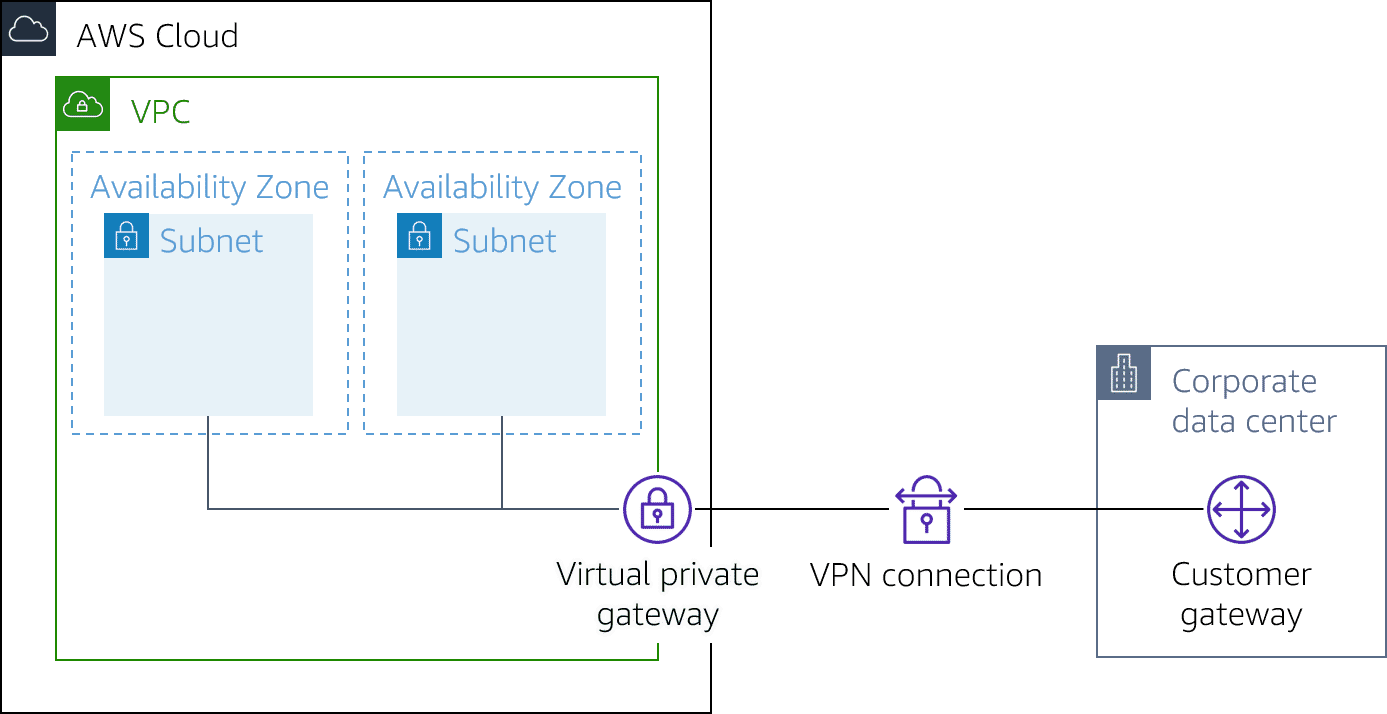 AWS Cloud
VPC
Availability Zone
Subnet
Availability Zone
Subnet
Corporate
data center
Virtual private
gateway
VPN connection
Customer
gateway